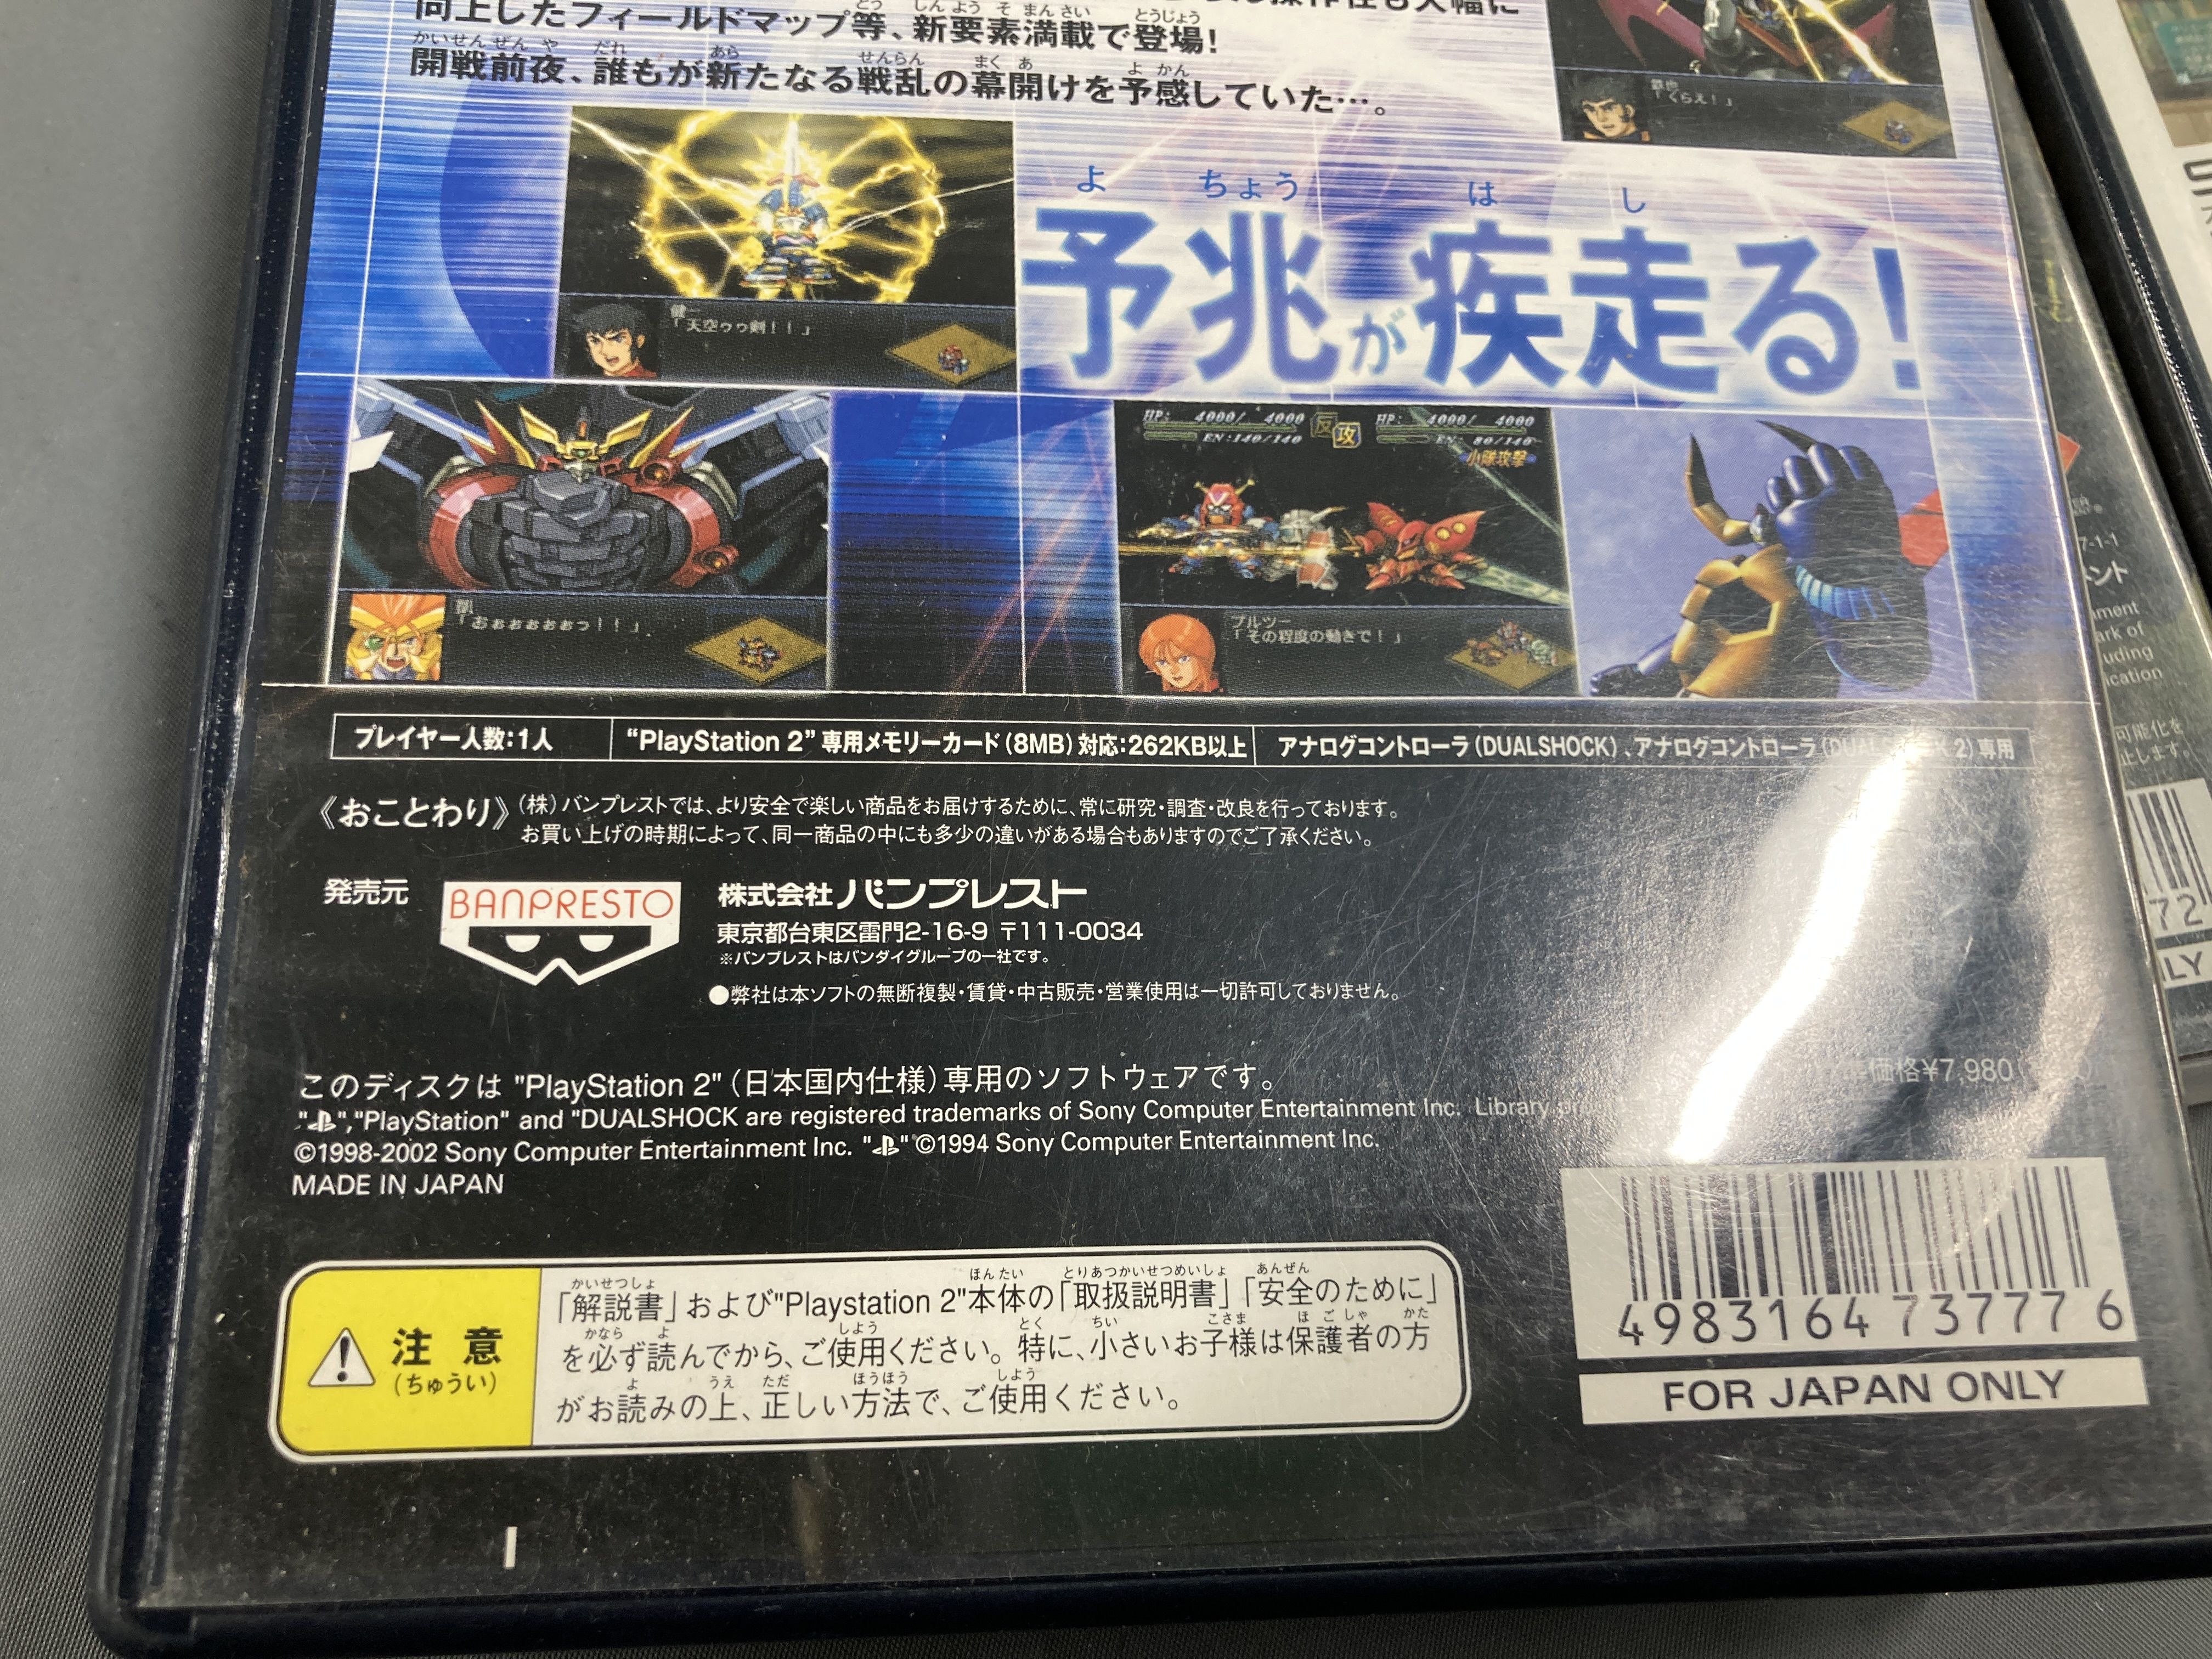 向上したフィールドマップ等、新要素満載で登場!
開戦前夜、誰もが新たなる戦乱の幕開けを予感していた…。
鉄也
「くらえ!」
健一
「天空ゥゥ剣!!」
よちょう はし
予兆が疾走る!
凱
「おぉぉぉぉぉっ!!」
HP: 4000/ 4000
EN:140/140
反 攻
HP: 4000/ 4000
EN: 80/140
小隊攻撃
プルツー
「その程度の動きで!」
プレイヤー人数:1人
"PlayStation 2"専用メモリーカード(8MB)対応:262KB以上
アナログコントローラ(DUALSHOCK)、アナログコントローラ(DUALSHOCK 2)専用
《おことわり》(株)バンプレストでは、より安全で楽しい商品をお届けするために、常に研究・調査・改良を行っております。
お買い上げの時期によって、同一商品の中にも多少の違いがある場合もありますのでご了承ください。
発売元
BANPRESTO
株式会社バンプレスト
東京都台東区雷門2-16-9 〒111-0034
※バンプレストはバンダイグループの一社です。
●弊社は本ソフトの無断複製・賃貸・中古販売・営業使用は一切許可しておりません。
価格¥7,980
このディスクは "PlayStation 2"(日本国内仕様)専用のソフトウェアです。
" ","PlayStation" and "DUALSHOCK are registered trademarks of Sony Computer Entertainment Inc. Library
©1998-2002 Sony Computer Entertainment Inc. " " ©1994 Sony Computer Entertainment Inc.
MADE IN JAPAN
注意
(ちゅうい)
「解説書」および"Playstation 2"本体の「取扱説明書」「安全のために」
を必ず読んでから、ご使用ください。特に、小さいお子様は保護者の方
がお読みの上、正しい方法で、ご使用ください。
4983164 737776
FOR JAPAN ONLY
7-1-1
ark of
72